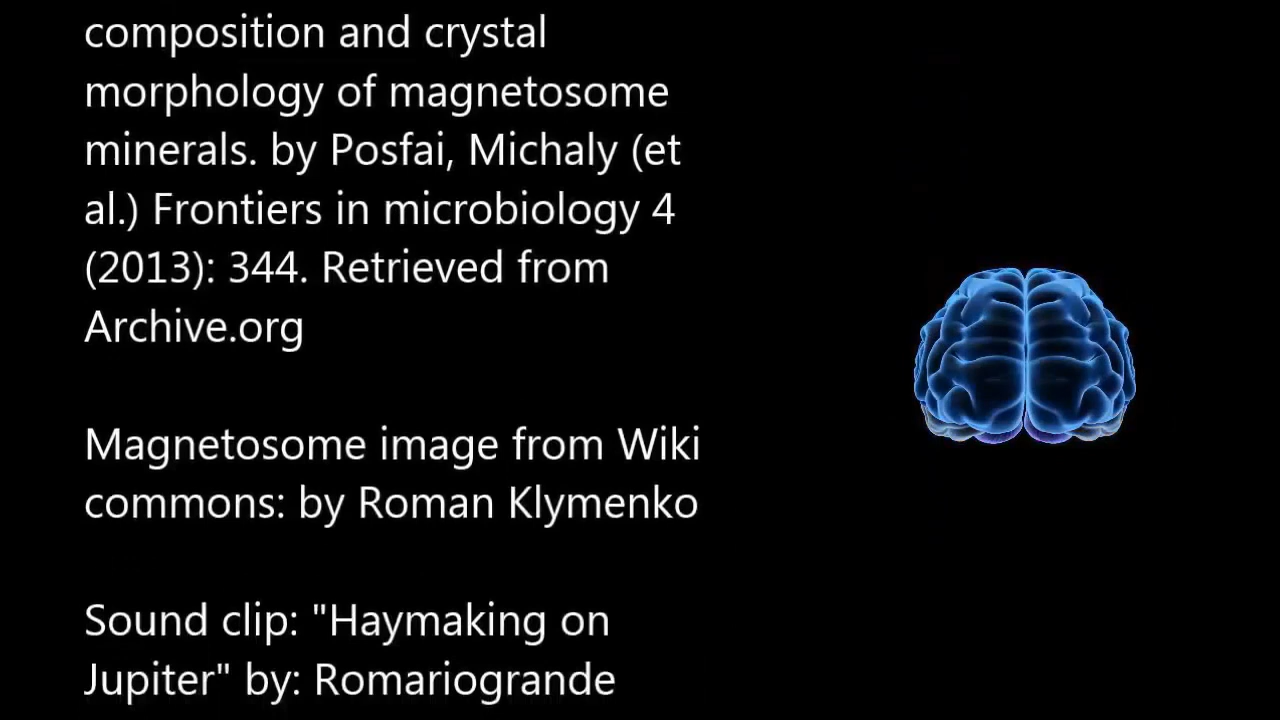 composition and crystal
morphology of magnetosome
minerals. by Posfai, Michaly (et
al.) Frontiers in microbiology 4
(2013): 344. Retrieved from
Archive.org
Magnetosome image from Wiki
commons: by Roman Klymenko
Sound clip: "Haymaking on
Jupiter" by: Romariogrande